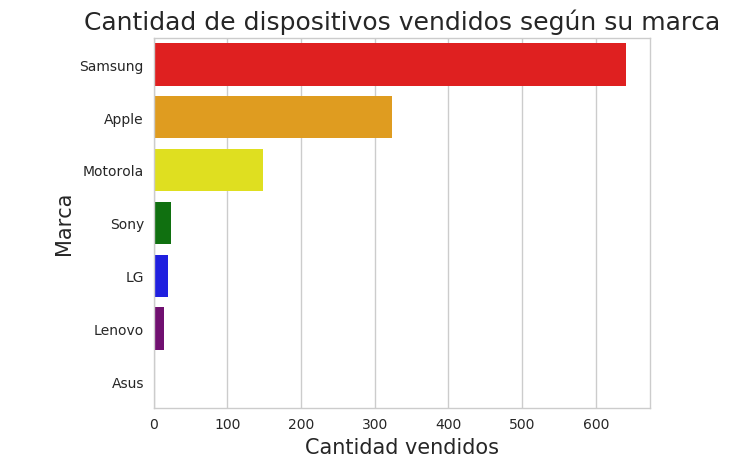 Cantidad de dispositivos vendidos según su marca
Samsung
Apple
Motorola
Sony
LG
Lenovo
Asus
Marca
0 100 200 300 400 500 600
Cantidad vendidos